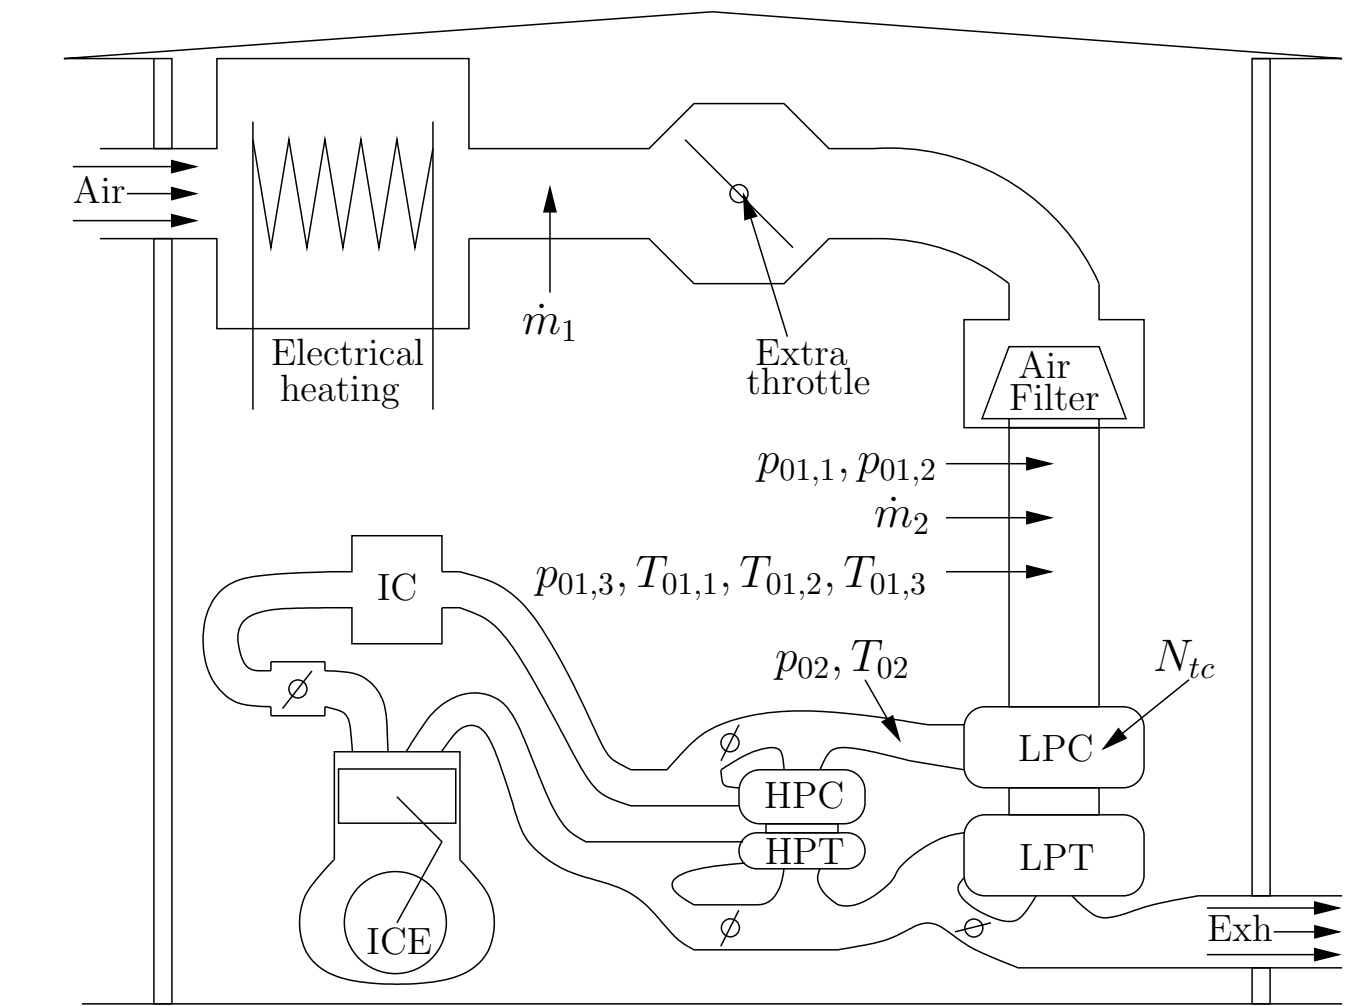 Air
ṁ₁
Electrical
heating
Extra
throttle
Air
Filter
p₀₁,₁, p₀₁,₂
ṁ₂
p₀₁,₃, T₀₁,₁, T₀₁,₂, T₀₁,₃
IC
p₀₂, T₀₂
N_tc
LPC
HPC
HPT
LPT
ICE
Exh